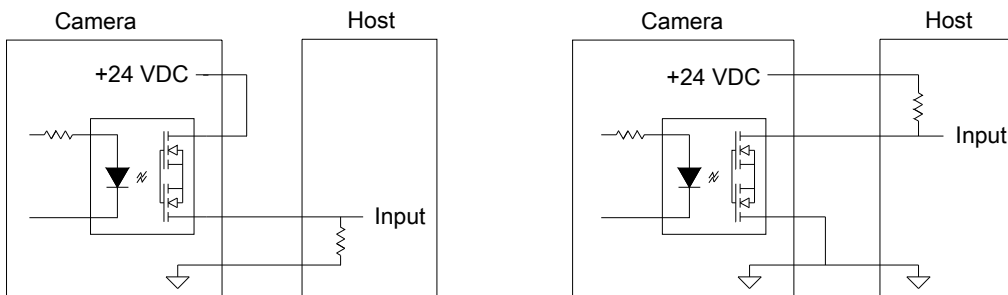 Camera
Host
+24 VDC
Input
Camera
Host
+24 VDC
Input